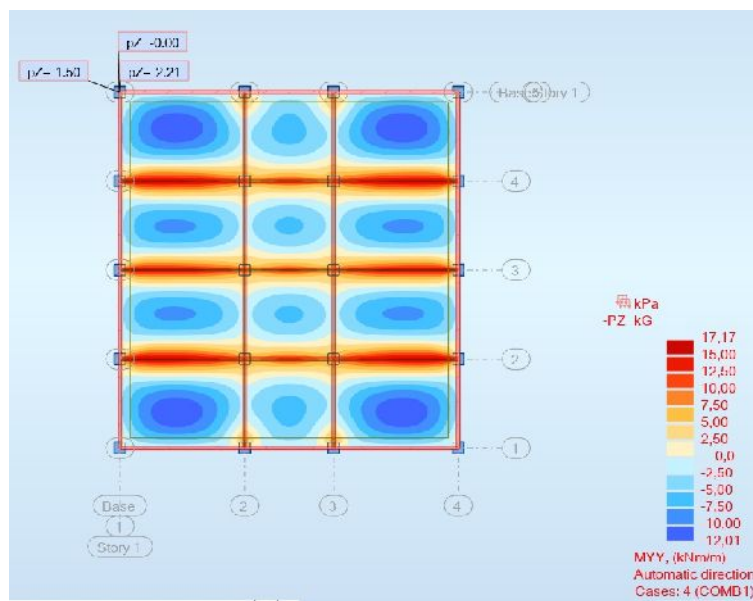 pZ -0.00
pZ= 1.50
pZ= 2.21
Story 1
4
3
2
1
Base
2
3
4
1
Story 1
kPa
-PZ kG
17,17
15,00
12,50
10,00
7,50
5,00
2,50
0,0
-2,50
-5,00
-7,50
10,00
12,01
MYY, (kNm/m)
Automatic direction
Cases: 4 (COMB1)